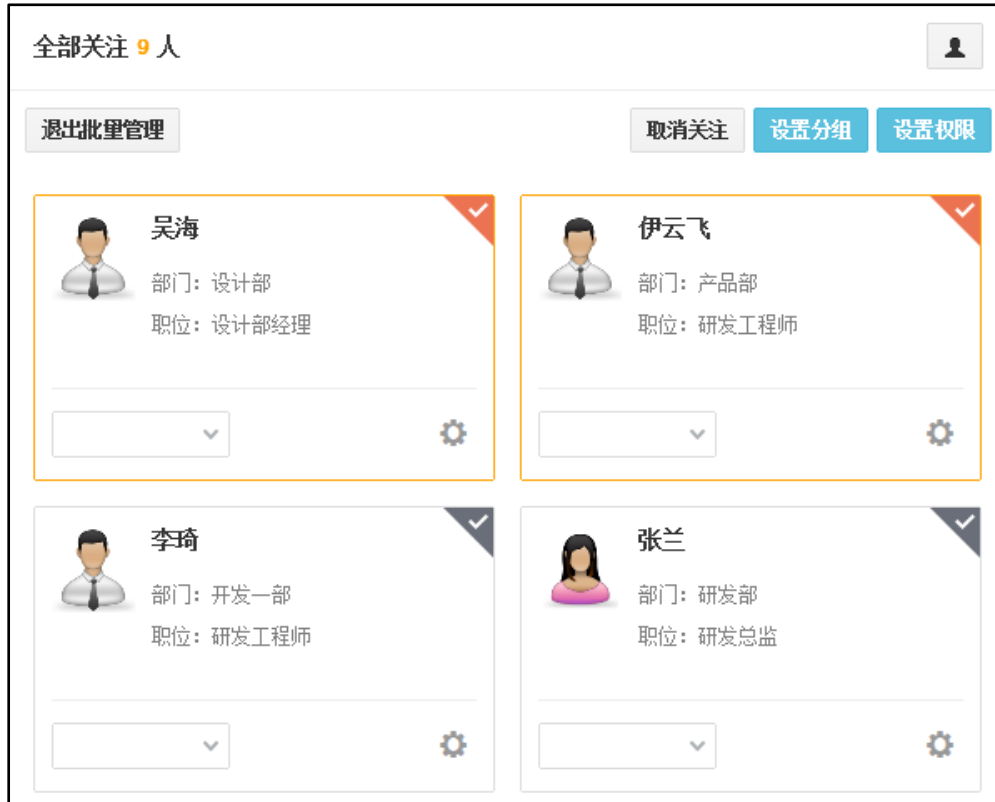 全部关注 9 人
退出批量管理 取消关注 设置分组 设置权限
吴海
部门：设计部
职位：设计部经理
伊云飞
部门：产品部
职位：研发工程师
李琦
部门：开发一部
职位：研发工程师
张兰
部门：研发部
职位：研发总监